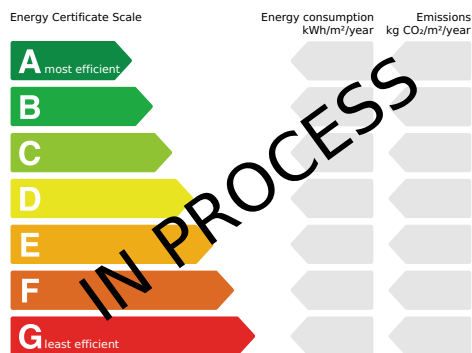 Energy Certificate Scale
Energy consumption
kWh/m²/year
Emissions
kg CO₂/m²/year
A most efficient
B
C
D
E
F
G least efficient
IN PROCESS